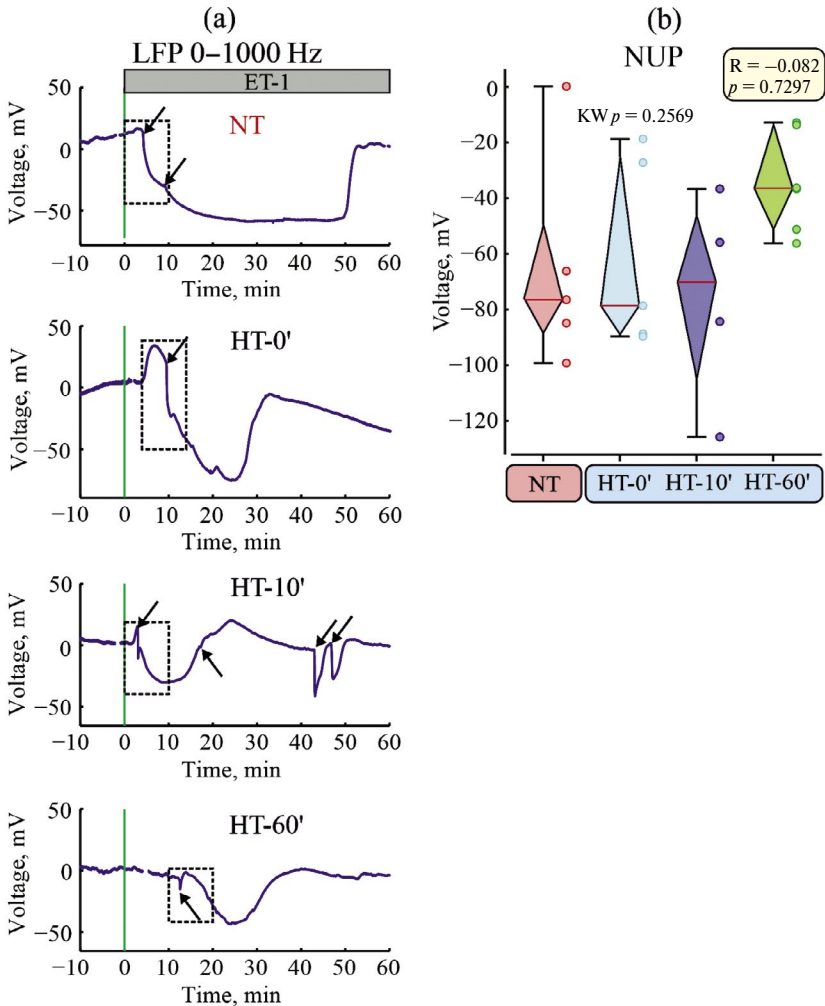 (a)
LFP 0–1000 Hz
ET-1
NT
Voltage, mV
50
0
−50
−10 0 10 20 30 40 50 60
Time, min
HT-0'
Voltage, mV
50
0
−50
−10 0 10 20 30 40 50 60
Time, min
HT-10'
Voltage, mV
50
0
−50
−10 0 10 20 30 40 50 60
Time, min
HT-60'
Voltage, mV
50
0
−50
−10 0 10 20 30 40 50 60
Time, min
(b)
NUP
R = −0.082
p = 0.7297
KW p = 0.2569
Voltage, mV
0
−20
−40
−60
−80
−100
−120
NT HT-0' HT-10' HT-60'